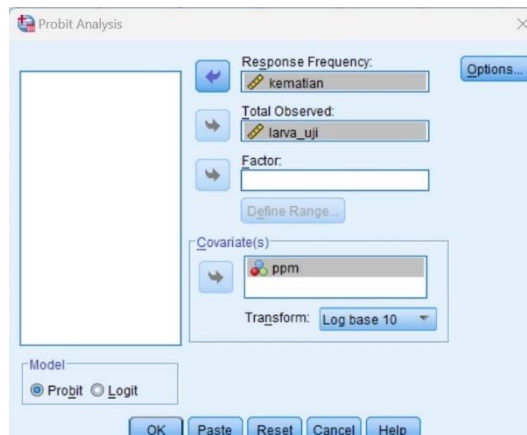 Probit Analysis
Response Frequency:
kematian
Options...
Total Observed:
larva_uji
Factor:
Define Range...
Covariate(s)
ppm
Transform: Log base 10
Model
Probit Logit
OK Paste Reset Cancel Help